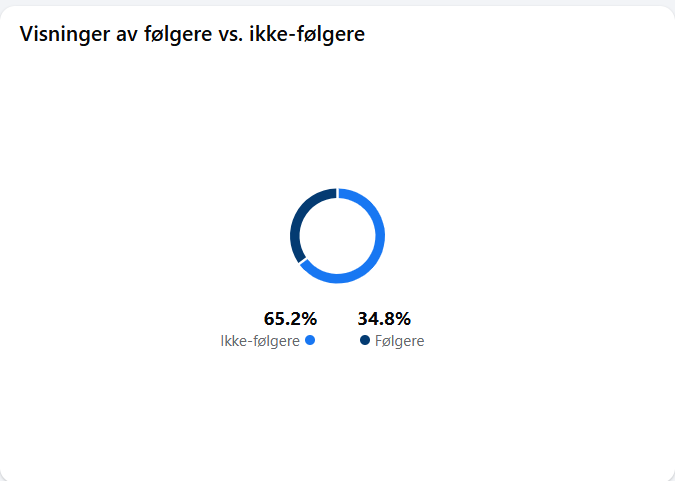 Visninger av følgere vs. ikke-følgere
65.2% 34.8%
Ikke-følgere Følgere